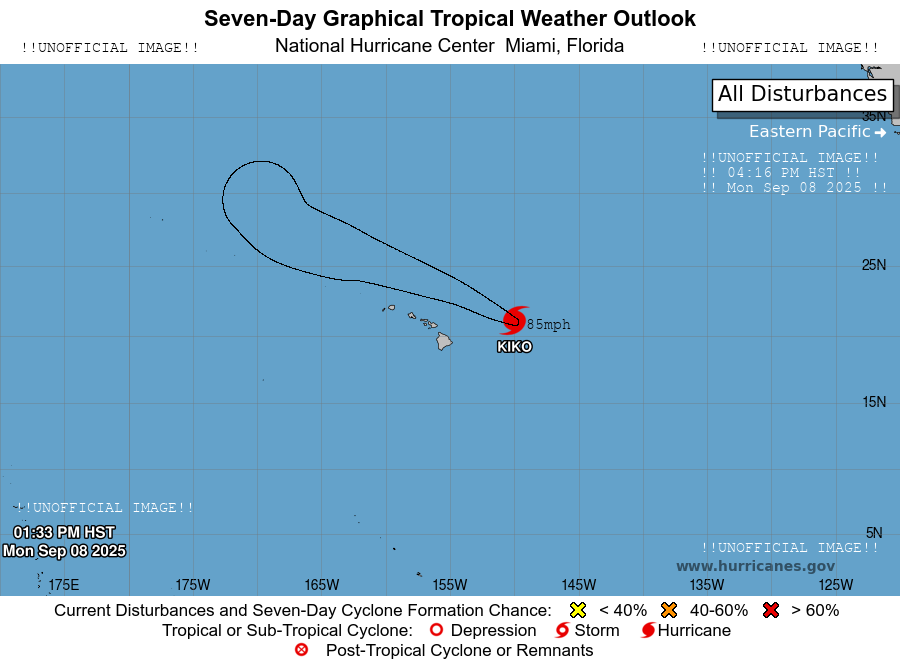 Seven-Day Graphical Tropical Weather Outlook
National Hurricane Center  Miami, Florida
!!UNOFFICIAL IMAGE!!
!!UNOFFICIAL IMAGE!!
All Disturbances
35N
Eastern Pacific
!!UNOFFICIAL IMAGE!!
!! 04:16 PM HST !!
!! Mon Sep 08 2025 !!
25N
85mph
KIKO
15N
!!UNOFFICIAL IMAGE!!
01:33 PM HST
Mon Sep 08 2025
5N
!!UNOFFICIAL IMAGE!!
www.hurricanes.gov
175E 175W 165W 155W 145W 135W 125W
Current Disturbances and Seven-Day Cyclone Formation Chance: < 40% 40-60% > 60%
Tropical or Sub-Tropical Cyclone: Depression Storm Hurricane
Post-Tropical Cyclone or Remnants